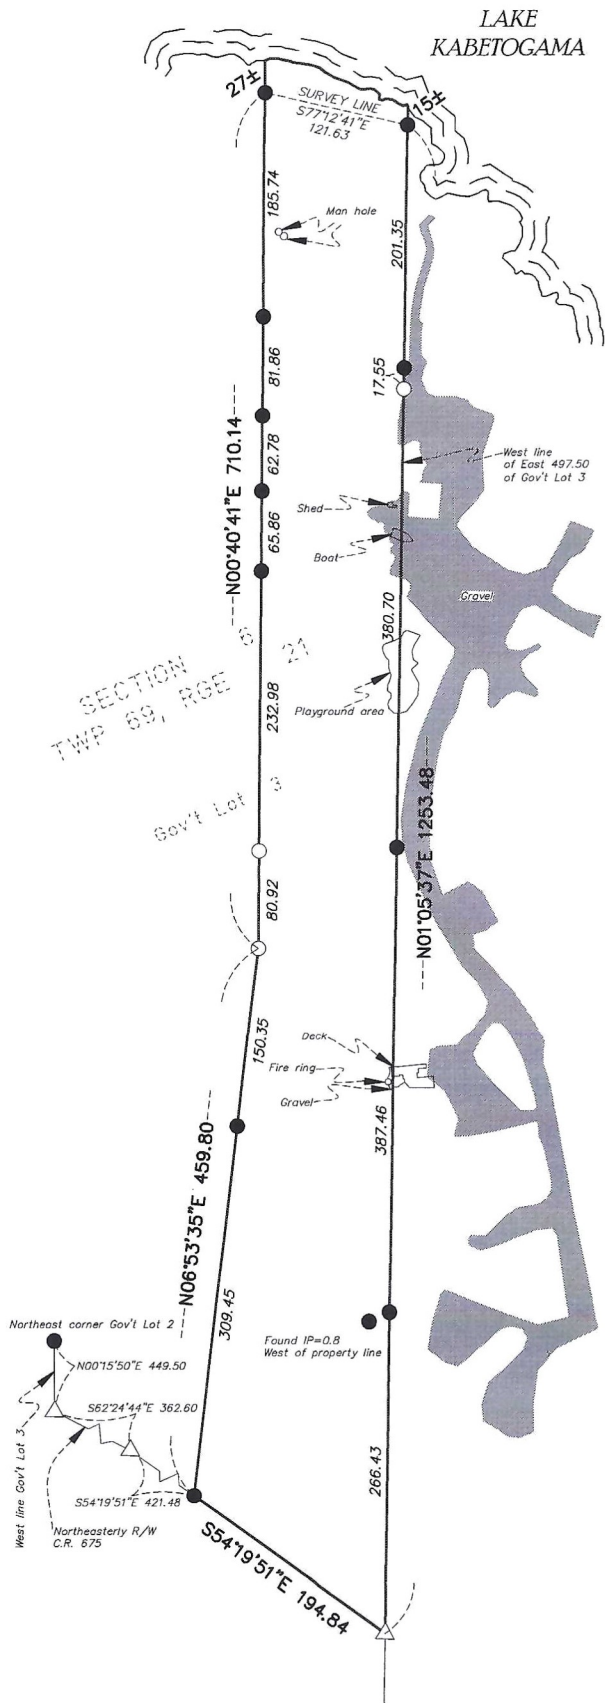 LAKE
KABETOGAMA
27±
15±
SURVEY LINE
S77°12'41"E
121.63
185.74
Man hole
201.35
81.86
17.55
62.78
N00°40'41"E 710.14
West line
of East 497.50
of Gov't Lot 3
Shed
65.86
Boat
Gravel
380.70
SECTION 6 21
TWP 69, RGE
232.98
Playground area
Gov't Lot 3
N01°05'37"E 1253.48
80.92
150.35
Deck
Fire ring
Gravel
387.46
N06°53'35"E 459.80
309.45
Northeast corner Gov't Lot 2
Found IP=0.8
West of property line
N00°15'50"E 449.50
S62°24'44"E 362.60
West line Gov't Lot 3
S54°19'51"E 421.48
Northeasterly R/W
C.R. 675
266.43
S54°19'51"E 194.84